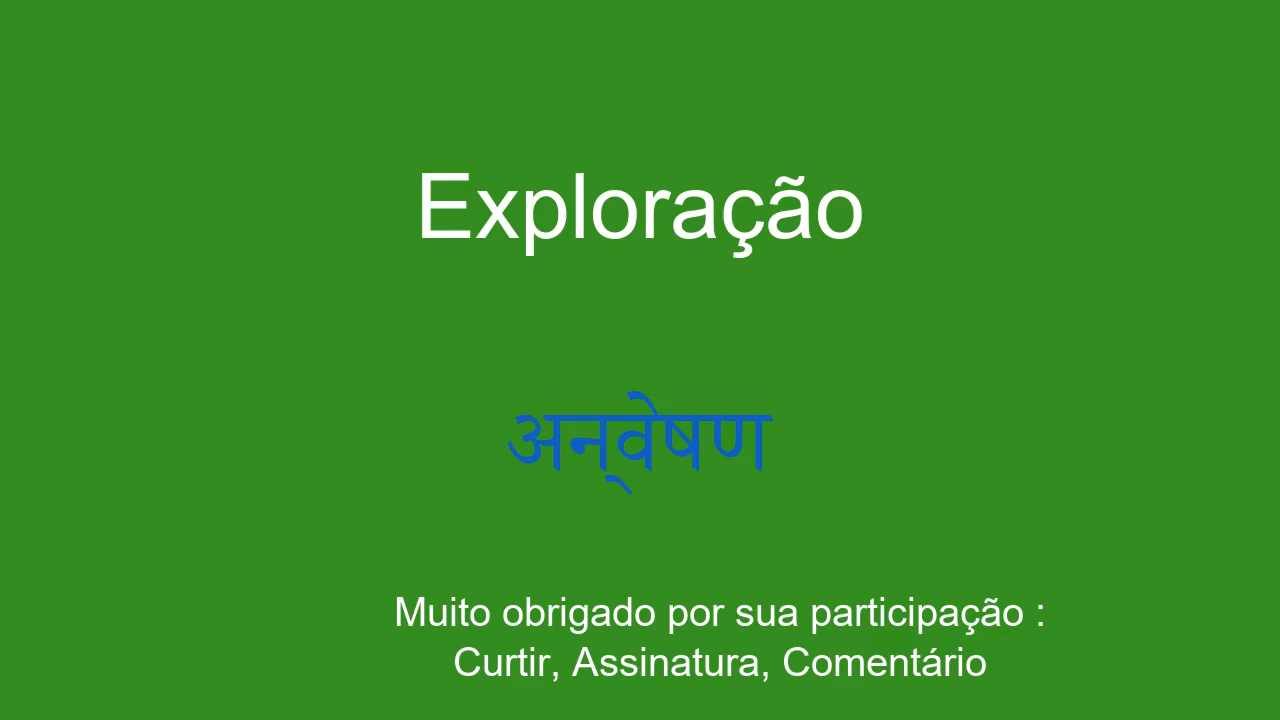 Exploração
अन्वेषण
Muito obrigado por sua participação :
Curtir, Assinatura, Comentário